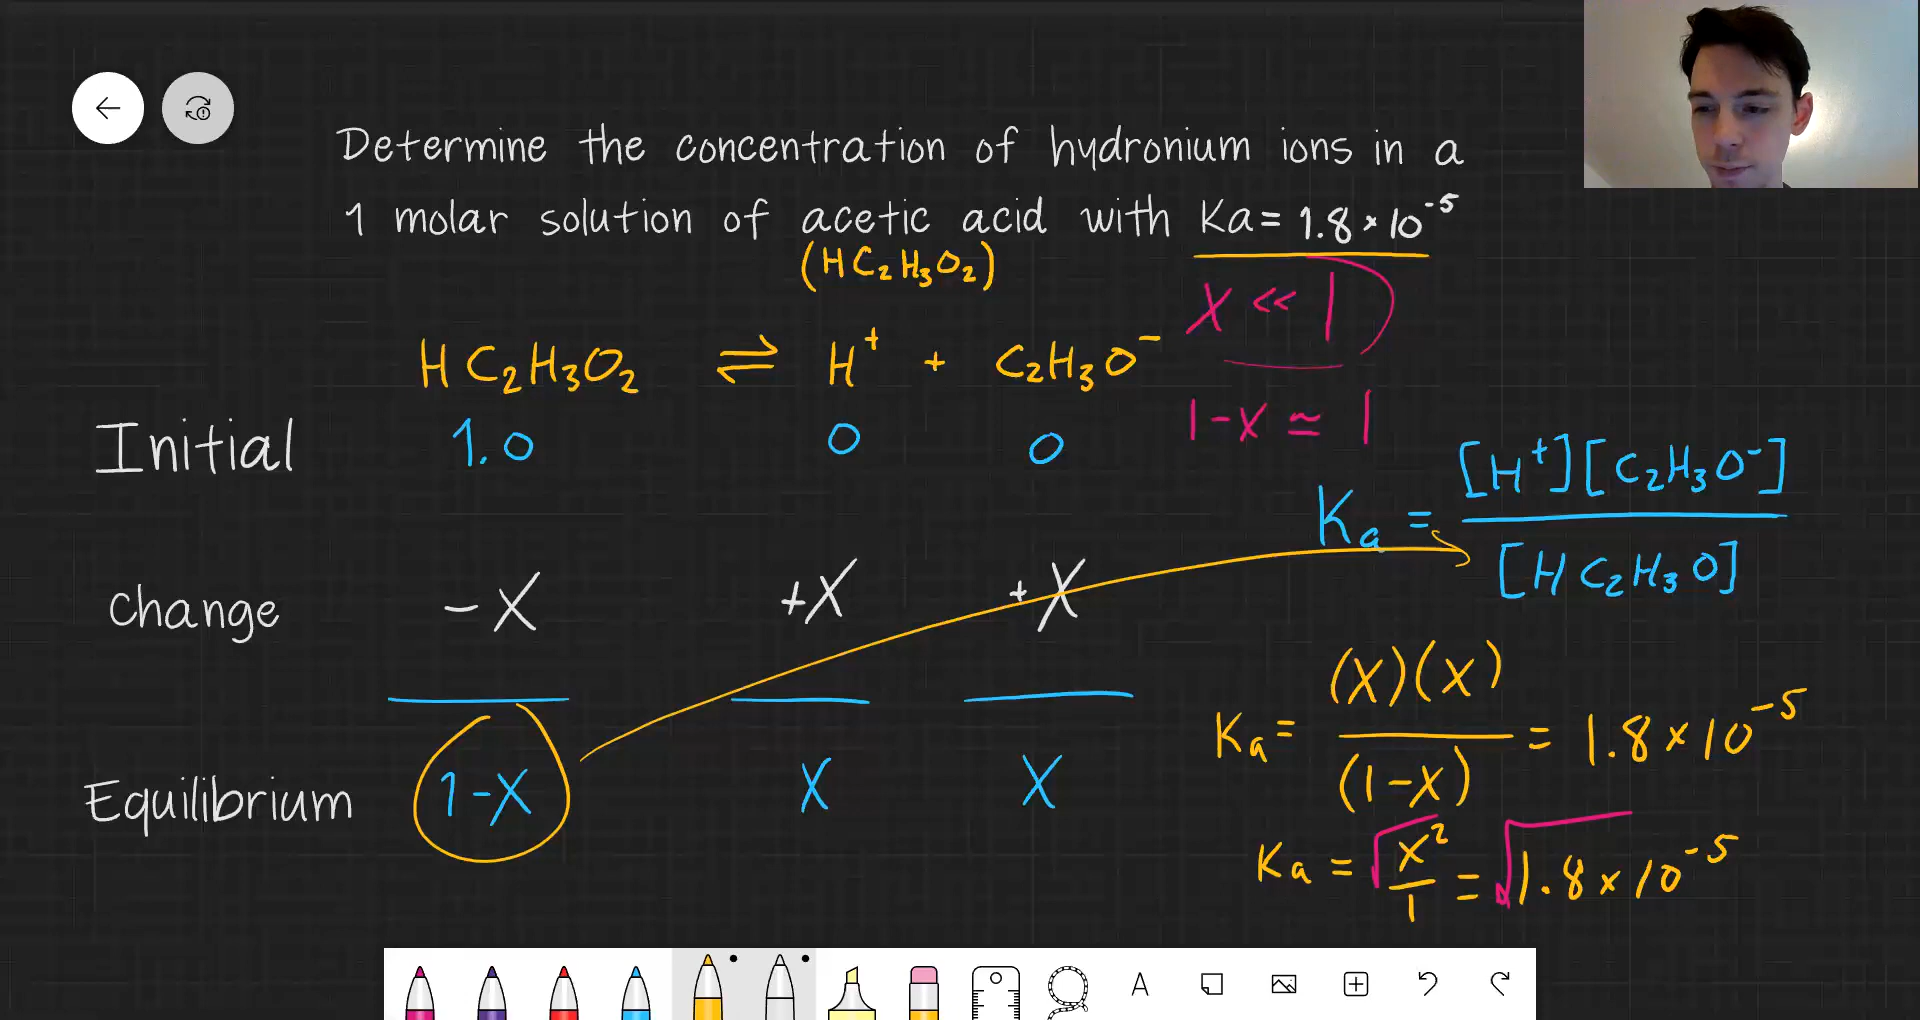 Determine the concentration of hydronium ions in a
1 molar solution of acetic acid with Ka = 1.8 × 10⁻⁵
(HC₂H₃O₂)
X << 1
HC₂H₃O₂ ⇌ H⁺ + C₂H₃O⁻
1-X ≃ 1
Initial 1.0 0 0
Ka = [H⁺][C₂H₃O⁻] / [HC₂H₃O]
Change -X +X +X
Ka = (X)(X) / (1-X) = 1.8 × 10⁻⁵
Equilibrium 1-X X X
Ka = √X²/1 = √1.8 × 10⁻⁵
A